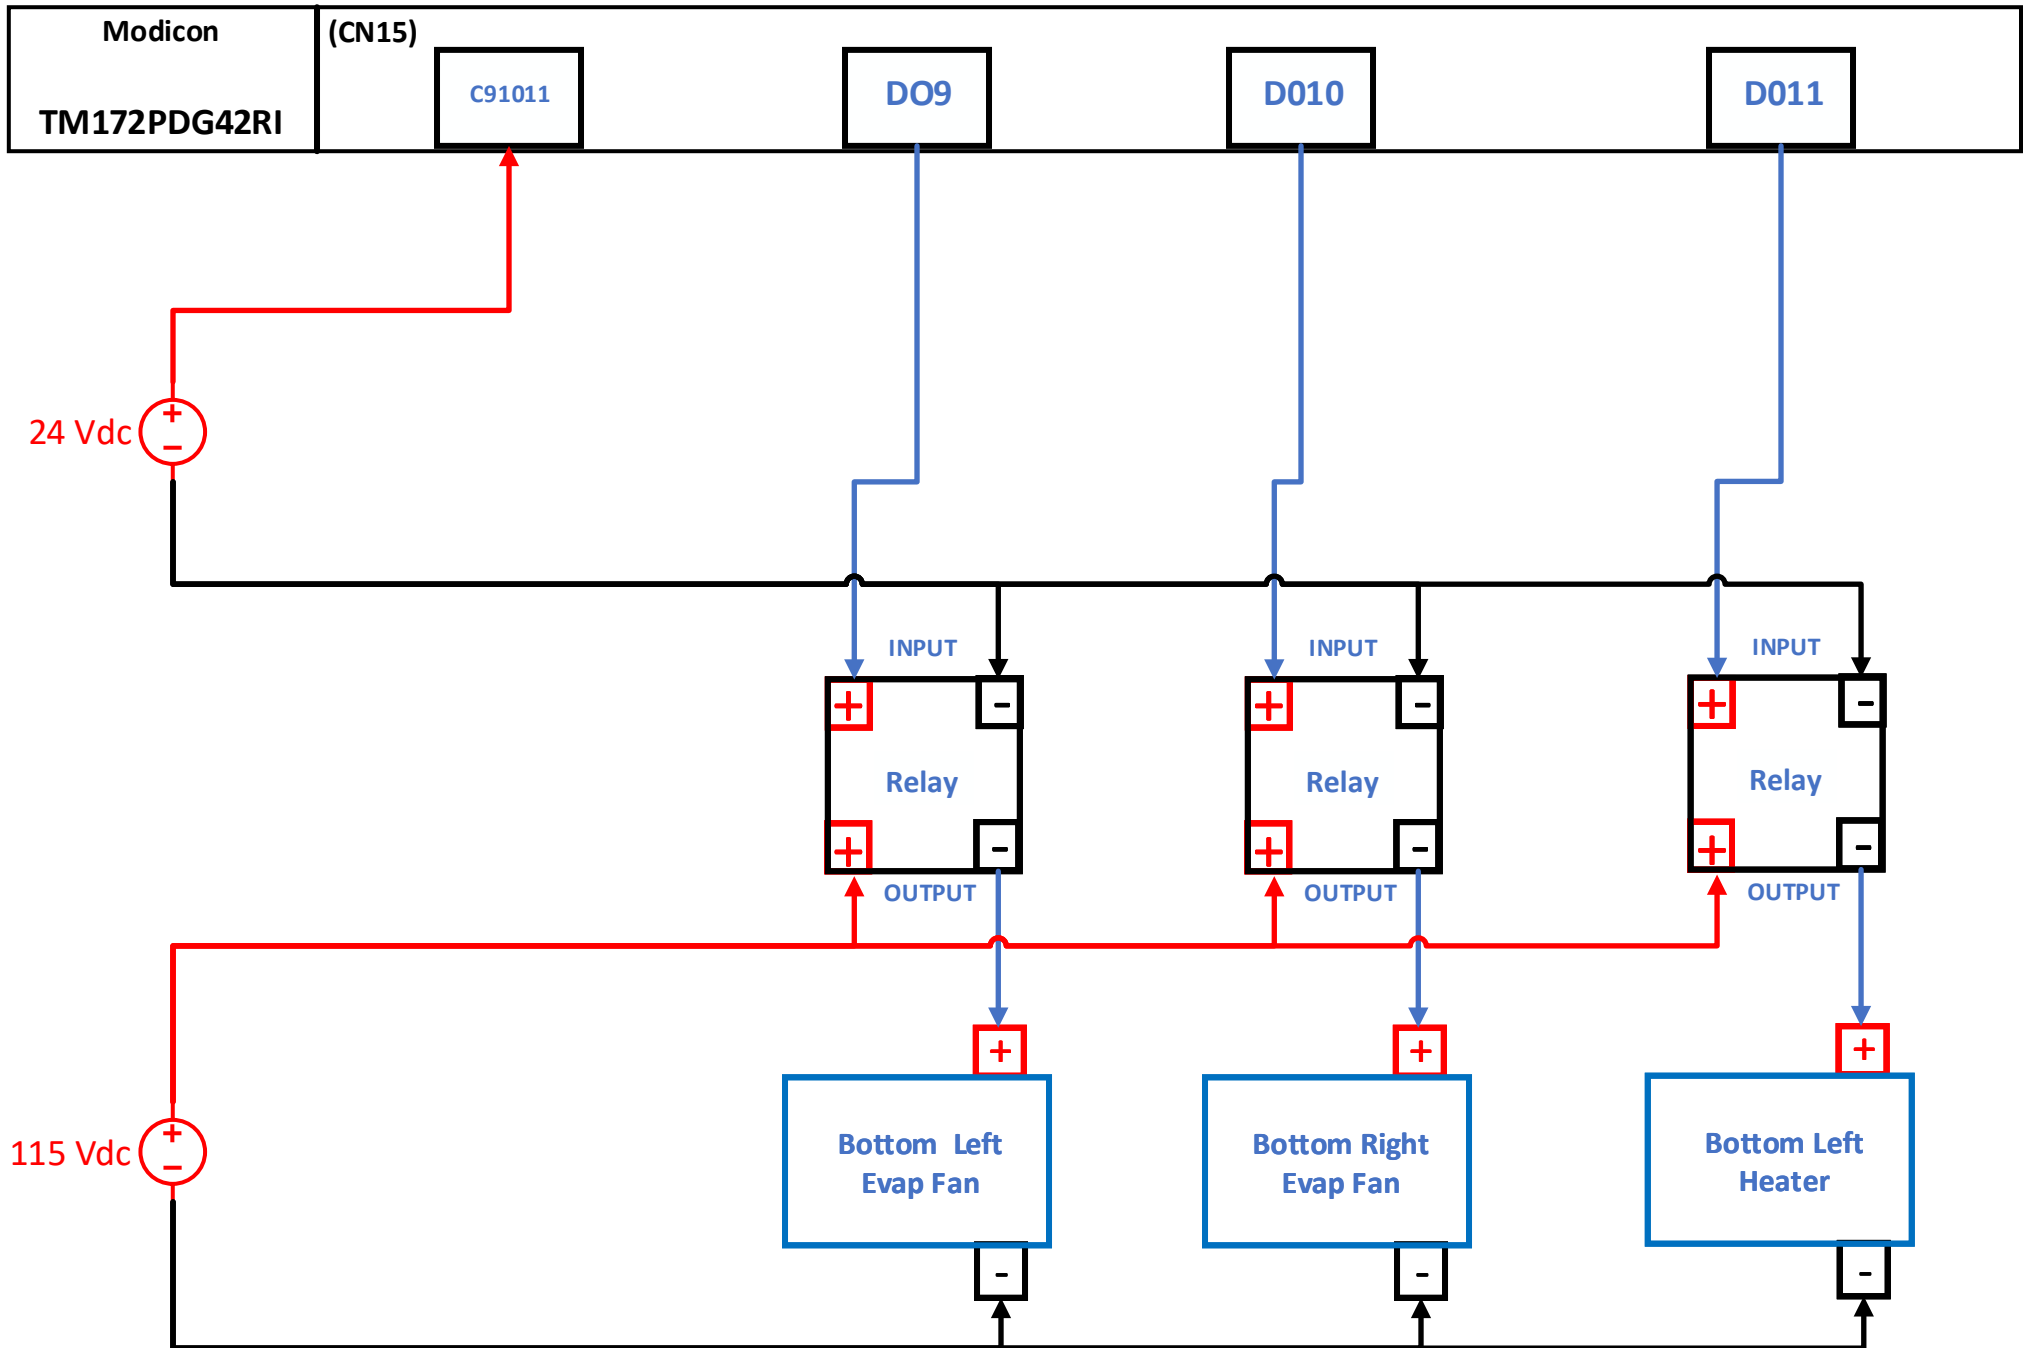 Modicon
TM172PDG42RI
(CN15)
C91011
DO9
D010
D011
24 Vdc
+
−
INPUT
INPUT
INPUT
+
-
+
-
+
-
Relay
Relay
Relay
+
-
+
-
+
-
OUTPUT
OUTPUT
OUTPUT
+
+
+
115 Vdc
+
−
Bottom Left
Evap Fan
Bottom Right
Evap Fan
Bottom Left
Heater
-
-
-